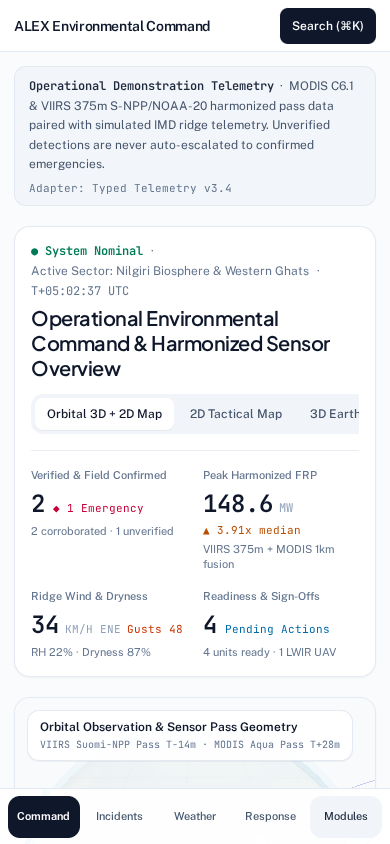 ALEX Environmental Command
Search (⌘K)
Operational Demonstration Telemetry · MODIS C6.1
& VIIRS 375m S-NPP/NOAA-20 harmonized pass data
paired with simulated IMD ridge telemetry. Unverified
detections are never auto-escalated to confirmed
emergencies.
Adapter: Typed Telemetry v3.4
● System Nominal ·
Active Sector: Nilgiri Biosphere & Western Ghats ·
T+05:02:37 UTC
Operational Environmental
Command & Harmonized Sensor
Overview
Orbital 3D + 2D Map
2D Tactical Map
3D Earth
Verified & Field Confirmed
2 ◆ 1 Emergency
2 corroborated · 1 unverified
Peak Harmonized FRP
148.6 MW
▲ 3.91x median
VIIRS 375m + MODIS 1km
fusion
Ridge Wind & Dryness
34 KM/H ENE Gusts 48
RH 22% · Dryness 87%
Readiness & Sign-Offs
4 Pending Actions
4 units ready · 1 LWIR UAV
Orbital Observation & Sensor Pass Geometry
VIIRS Suomi-NPP Pass T-14m · MODIS Aqua Pass T+28m
Command
Incidents
Weather
Response
Modules